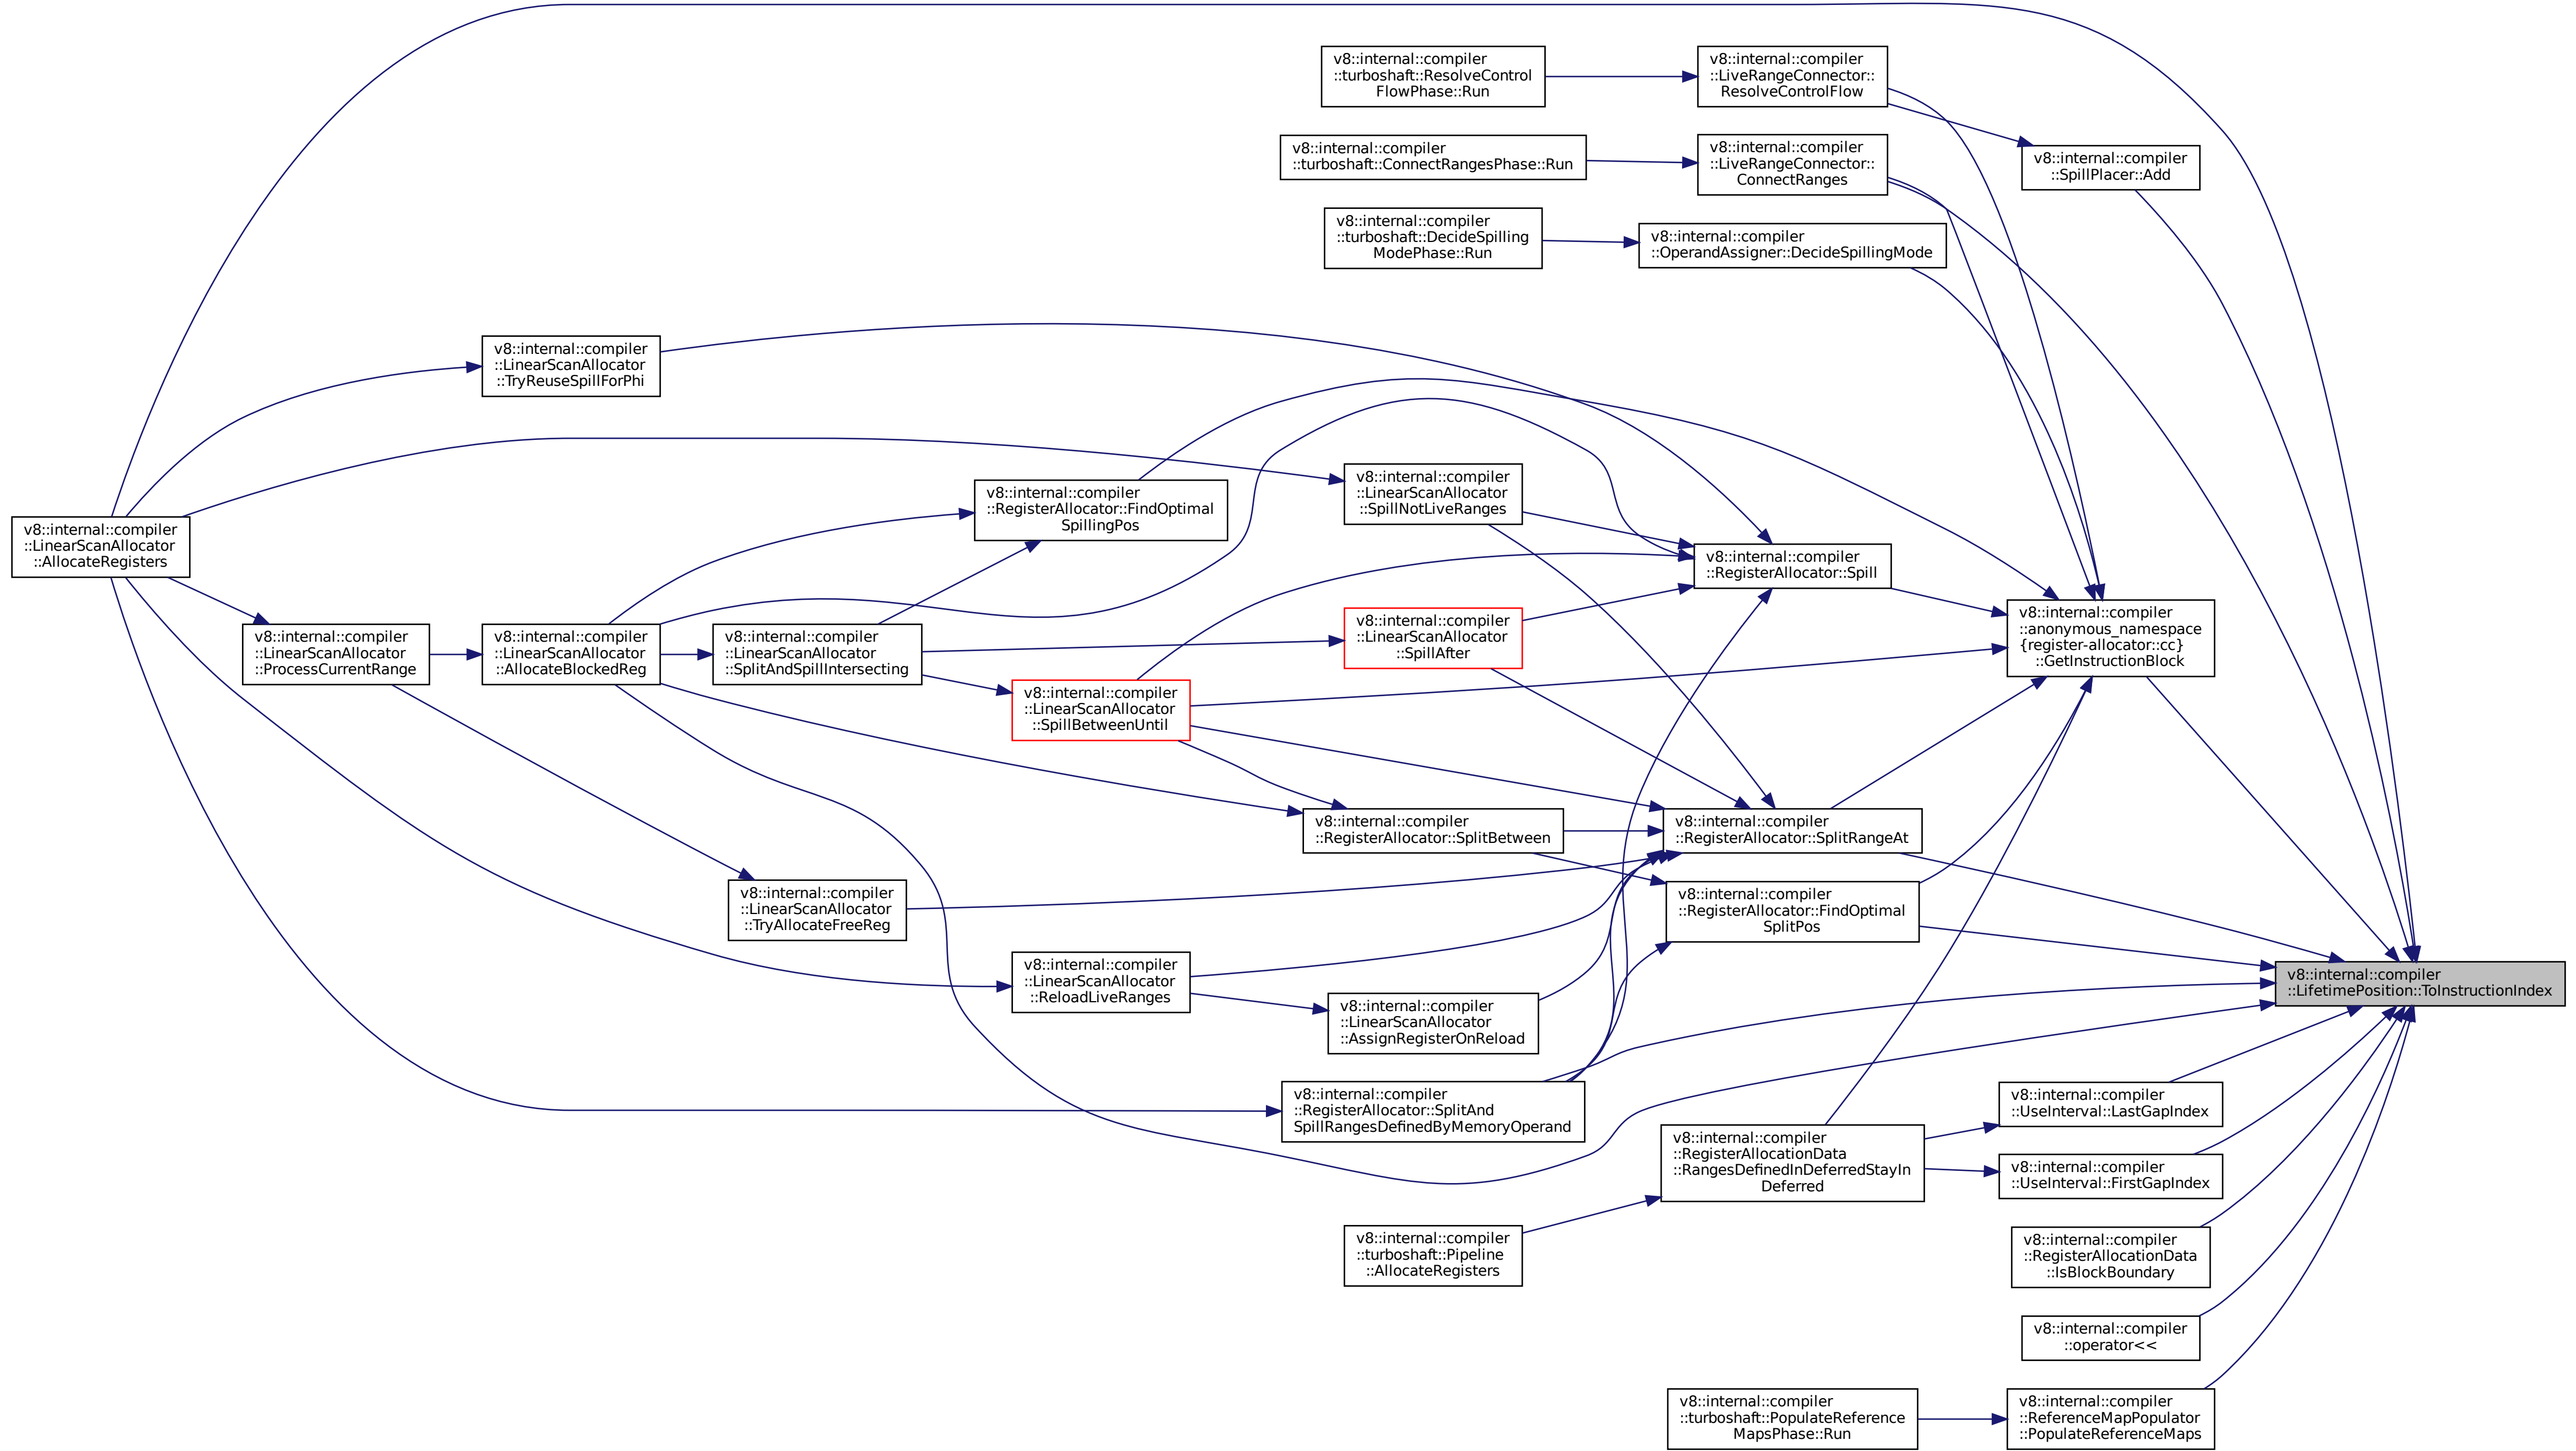 v8::internal::compiler
::turboshaft::ResolveControl
FlowPhase::Run
v8::internal::compiler
::LiveRangeConnector::
ResolveControlFlow
v8::internal::compiler
::turboshaft::ConnectRangesPhase::Run
v8::internal::compiler
::LiveRangeConnector::
ConnectRanges
v8::internal::compiler
::SpillPlacer::Add
v8::internal::compiler
::turboshaft::DecideSpilling
ModePhase::Run
v8::internal::compiler
::OperandAssigner::DecideSpillingMode
v8::internal::compiler
::LinearScanAllocator
::TryReuseSpillForPhi
v8::internal::compiler
::LinearScanAllocator
::SpillNotLiveRanges
v8::internal::compiler
::RegisterAllocator::FindOptimal
SpillingPos
v8::internal::compiler
::LinearScanAllocator
::AllocateRegisters
v8::internal::compiler
::RegisterAllocator::Spill
v8::internal::compiler
::anonymous_namespace
{register-allocator::cc}
::GetInstructionBlock
v8::internal::compiler
::LinearScanAllocator
::SpillAfter
v8::internal::compiler
::LinearScanAllocator
::ProcessCurrentRange
v8::internal::compiler
::LinearScanAllocator
::AllocateBlockedReg
v8::internal::compiler
::LinearScanAllocator
::SplitAndSpillIntersecting
v8::internal::compiler
::LinearScanAllocator
::SpillBetweenUntil
v8::internal::compiler
::RegisterAllocator::SplitBetween
v8::internal::compiler
::RegisterAllocator::SplitRangeAt
v8::internal::compiler
::LinearScanAllocator
::TryAllocateFreeReg
v8::internal::compiler
::RegisterAllocator::FindOptimal
SplitPos
v8::internal::compiler
::LinearScanAllocator
::ReloadLiveRanges
v8::internal::compiler
::LifetimePosition::ToInstructionIndex
v8::internal::compiler
::LinearScanAllocator
::AssignRegisterOnReload
v8::internal::compiler
::RegisterAllocator::SplitAnd
SpillRangesDefinedByMemoryOperand
v8::internal::compiler
::UseInterval::LastGapIndex
v8::internal::compiler
::RegisterAllocationData
::RangesDefinedInDeferredStayIn
Deferred
v8::internal::compiler
::UseInterval::FirstGapIndex
v8::internal::compiler
::turboshaft::Pipeline
::AllocateRegisters
v8::internal::compiler
::RegisterAllocationData
::IsBlockBoundary
v8::internal::compiler
::operator<<
v8::internal::compiler
::turboshaft::PopulateReference
MapsPhase::Run
v8::internal::compiler
::ReferenceMapPopulator
::PopulateReferenceMaps